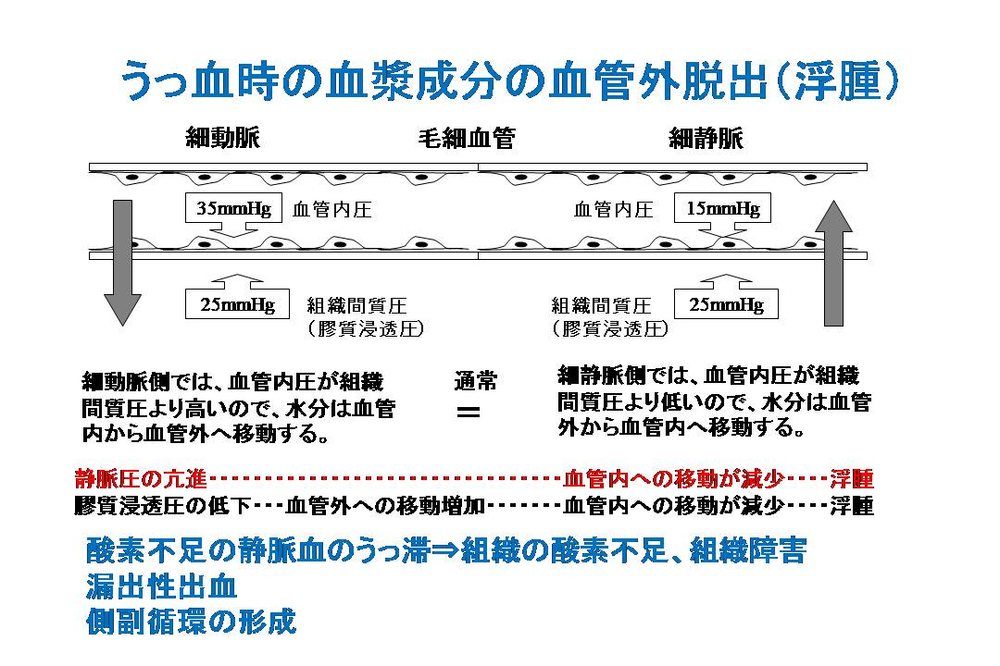 うっ血時の血漿成分の血管外脱出（浮腫）
細動脈 毛細血管 細静脈
35mmHg 血管内圧 血管内圧 15mmHg
25mmHg 組織間質圧 組織間質圧 25mmHg
（膠質浸透圧） （膠質浸透圧）
細動脈側では、血管内圧が組織
間質圧より高いので、水分は血管
内から血管外へ移動する。
通常
＝
細静脈側では、血管内圧が組織
間質圧より低いので、水分は血管
外から血管内へ移動する。
静脈圧の亢進・・・・・・・・・・・・・・・・・・・・・・・・・・・・・・・・血管内への移動が減少・・・・浮腫
膠質浸透圧の低下・・・血管外への移動増加・・・・・・・血管内への移動が減少・・・・浮腫
酸素不足の静脈血のうっ滞⇒組織の酸素不足、組織障害
漏出性出血
側副循環の形成